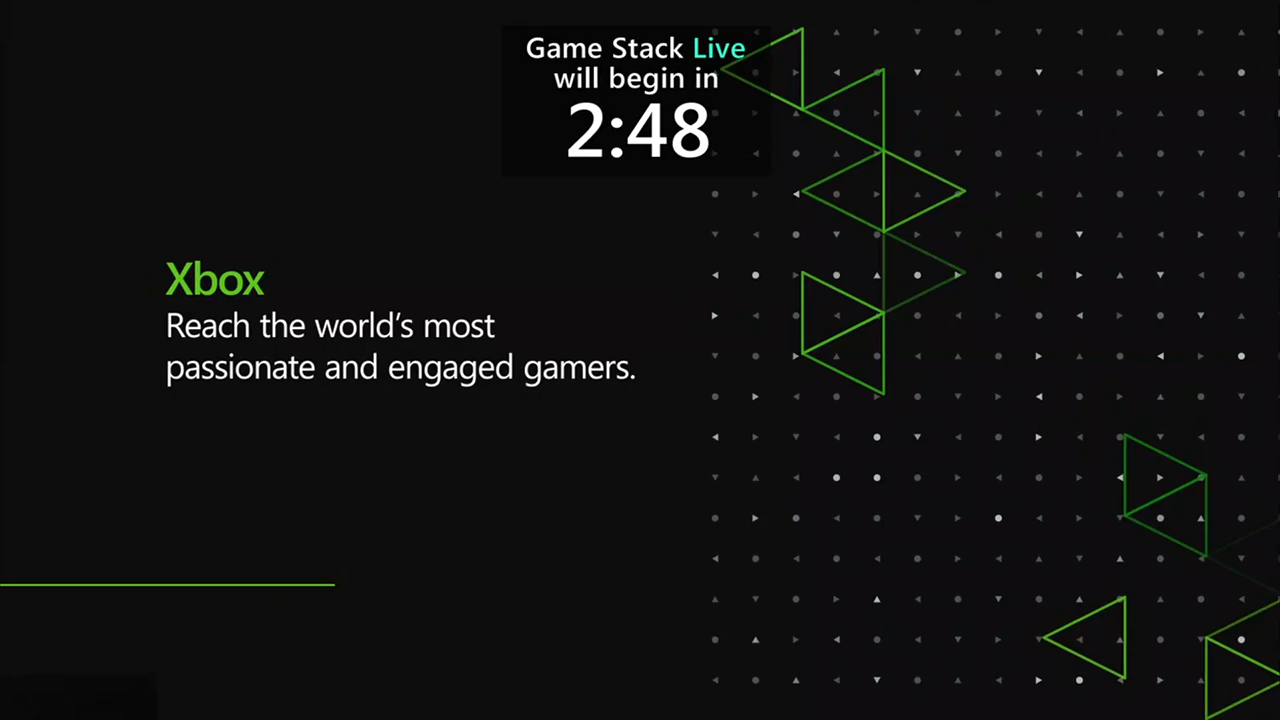 Game Stack Live
will begin in
2:48
Xbox
Reach the world's most
passionate and engaged gamers.